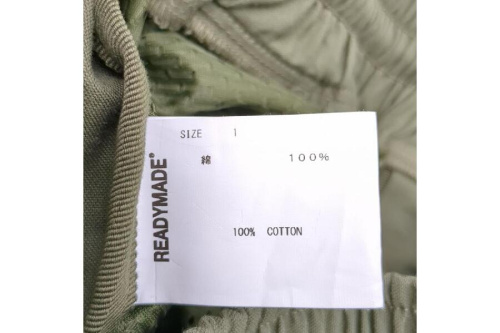 SIZE 1
綿 100%
100% COTTON
READYMADE®